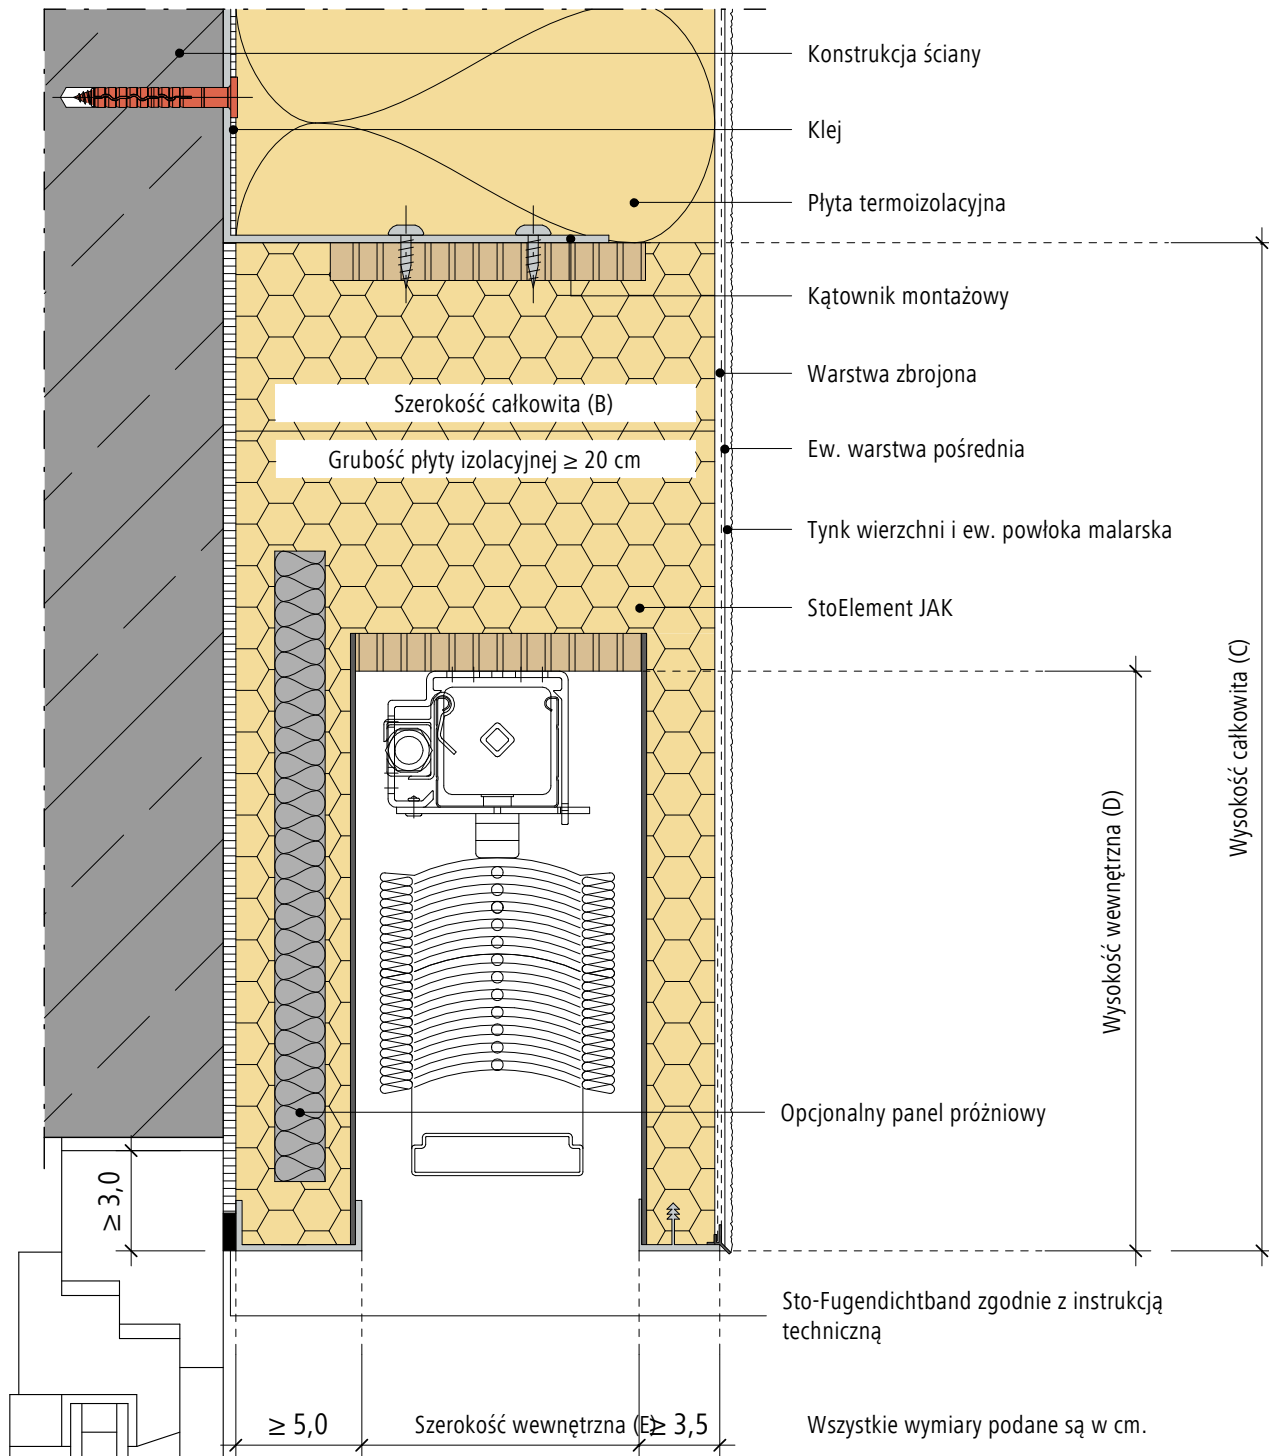 Konstrukcja ściany
Klej
Płyta termoizolacyjna
Kątownik montażowy
Warstwa zbrojona
Szerokość całkowita (B)
Ew. warstwa pośrednia
Grubość płyty izolacyjnej ≥ 20 cm
Tynk wierzchni i ew. powłoka malarska
StoElement JAK
Wysokość całkowita (C)
Wysokość wewnętrzna (D)
Opcjonalny panel próżniowy
≥ 3,0
Sto-Fugendichtband zgodnie z instrukcją
techniczną
≥ 5,0
Szerokość wewnętrzna (E)
≥ 3,5
Wszystkie wymiary podane są w cm.